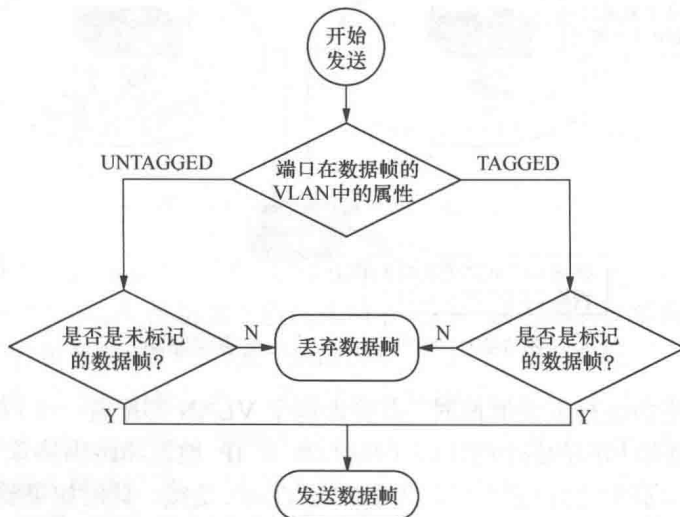 开始
发送
UNTAGGED
端口在数据帧的
VLAN中的属性
TAGGED
是否是未标记
的数据帧?
N
丢弃数据帧
N
是否是标记
的数据帧?
Y
Y
发送数据帧